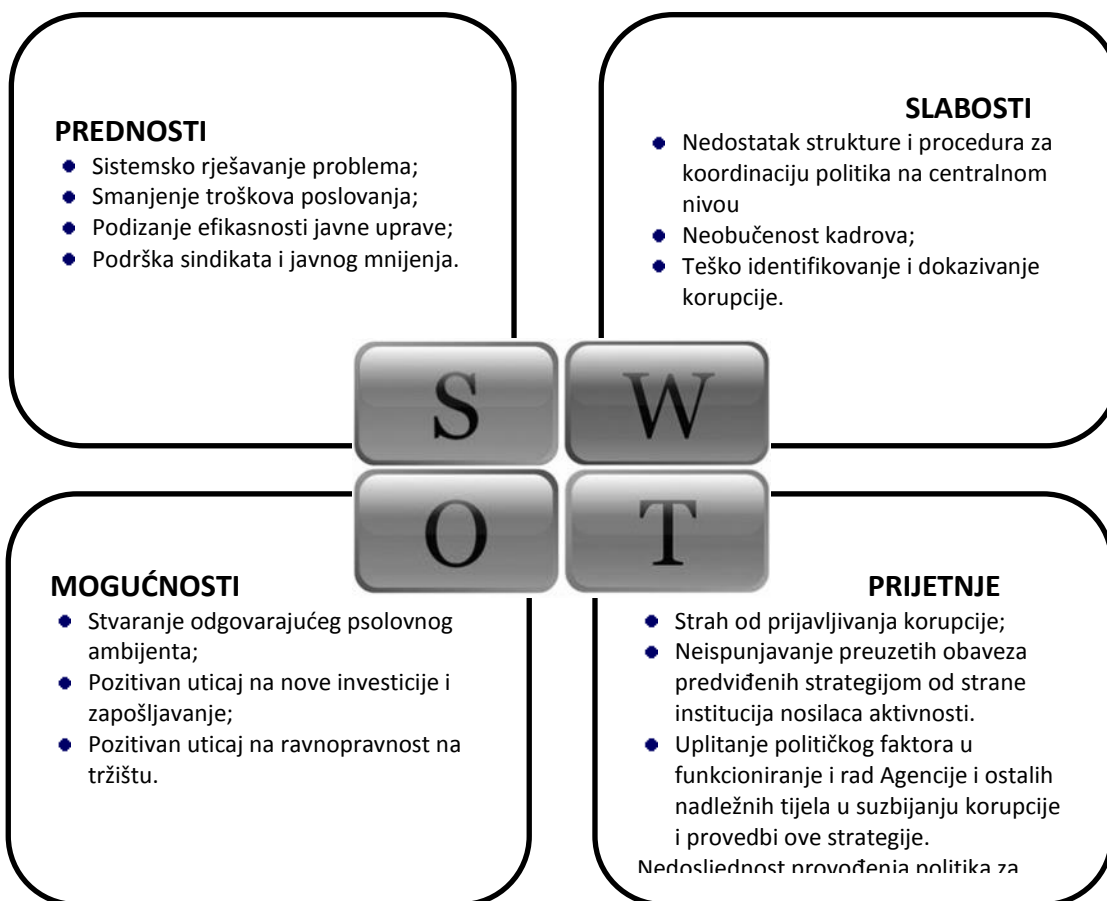 PREDNOSTI
Sistemsko rješavanje problema;
Smanjenje troškova poslovanja;
Podizanje efikasnosti javne uprave;
Podrška sindikata i javnog mnijenja.
SLABOSTI
Nedostatak strukture i procedura za
koordinaciju politika na centralnom
nivou
Neobučenost kadrova;
Teško identifikovanje i dokazivanje
korupcije.
S
W
O
T
MOGUĆNOSTI
Stvaranje odgovarajućeg psolovnog
ambijenta;
Pozitivan uticaj na nove investicije i
zapošljavanje;
Pozitivan uticaj na ravnopravnost na
tržištu.
PRIJETNJE
Strah od prijavljivanja korupcije;
Neispunjavanje preuzetih obaveza
predviđenih strategijom od strane
institucija nosilaca aktivnosti.
Uplitanje političkog faktora u
funkcioniranje i rad Agencije i ostalih
nadležnih tijela u suzbijanju korupcije
i provedbi ove strategije.
Nedosljednost provođenja politika za